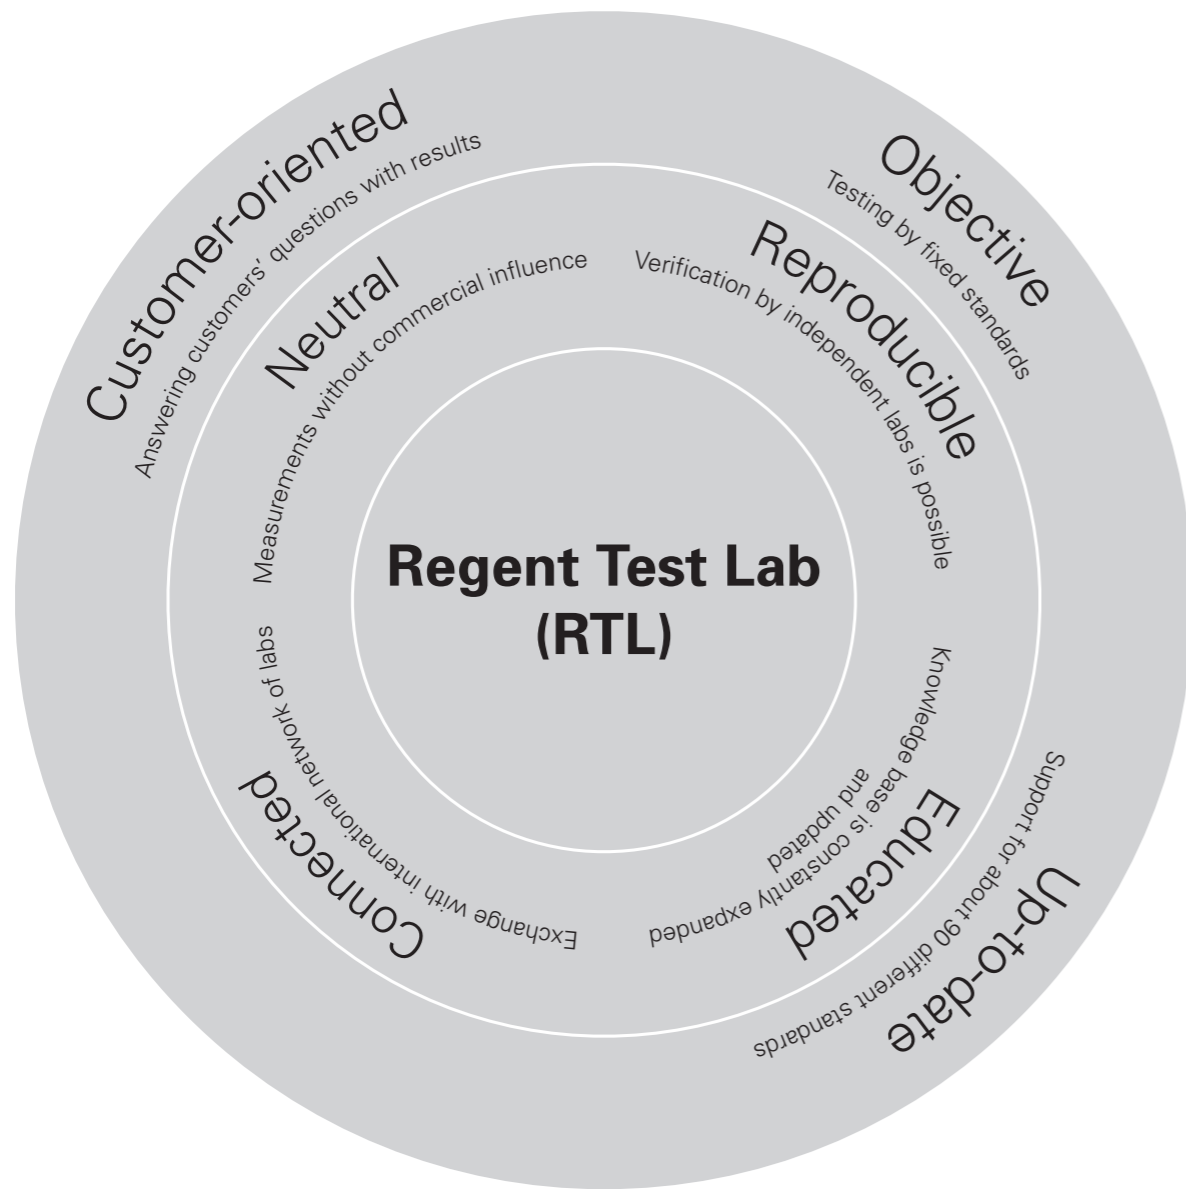 Customer-oriented
Answering customers’ questions with results
Objective
Testing by fixed standards
Neutral
Measurements without commercial influence
Reproducible
Verification by independent labs is possible
Regent Test Lab
(RTL)
Connected
Exchange with international network of labs
Educated
Knowledge base is constantly expanded
and updated
Up-to-date
Support for about 90 different standards